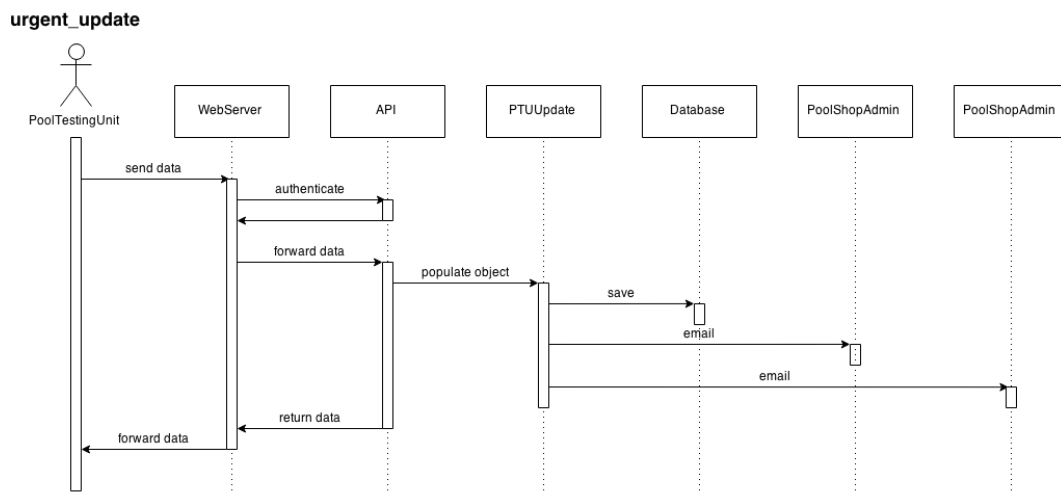 urgent_update
PoolTestingUnit
WebServer
API
PTUUpdate
Database
PoolShopAdmin
PoolShopAdmin
send data
authenticate
forward data
populate object
save
email
email
return data
forward data